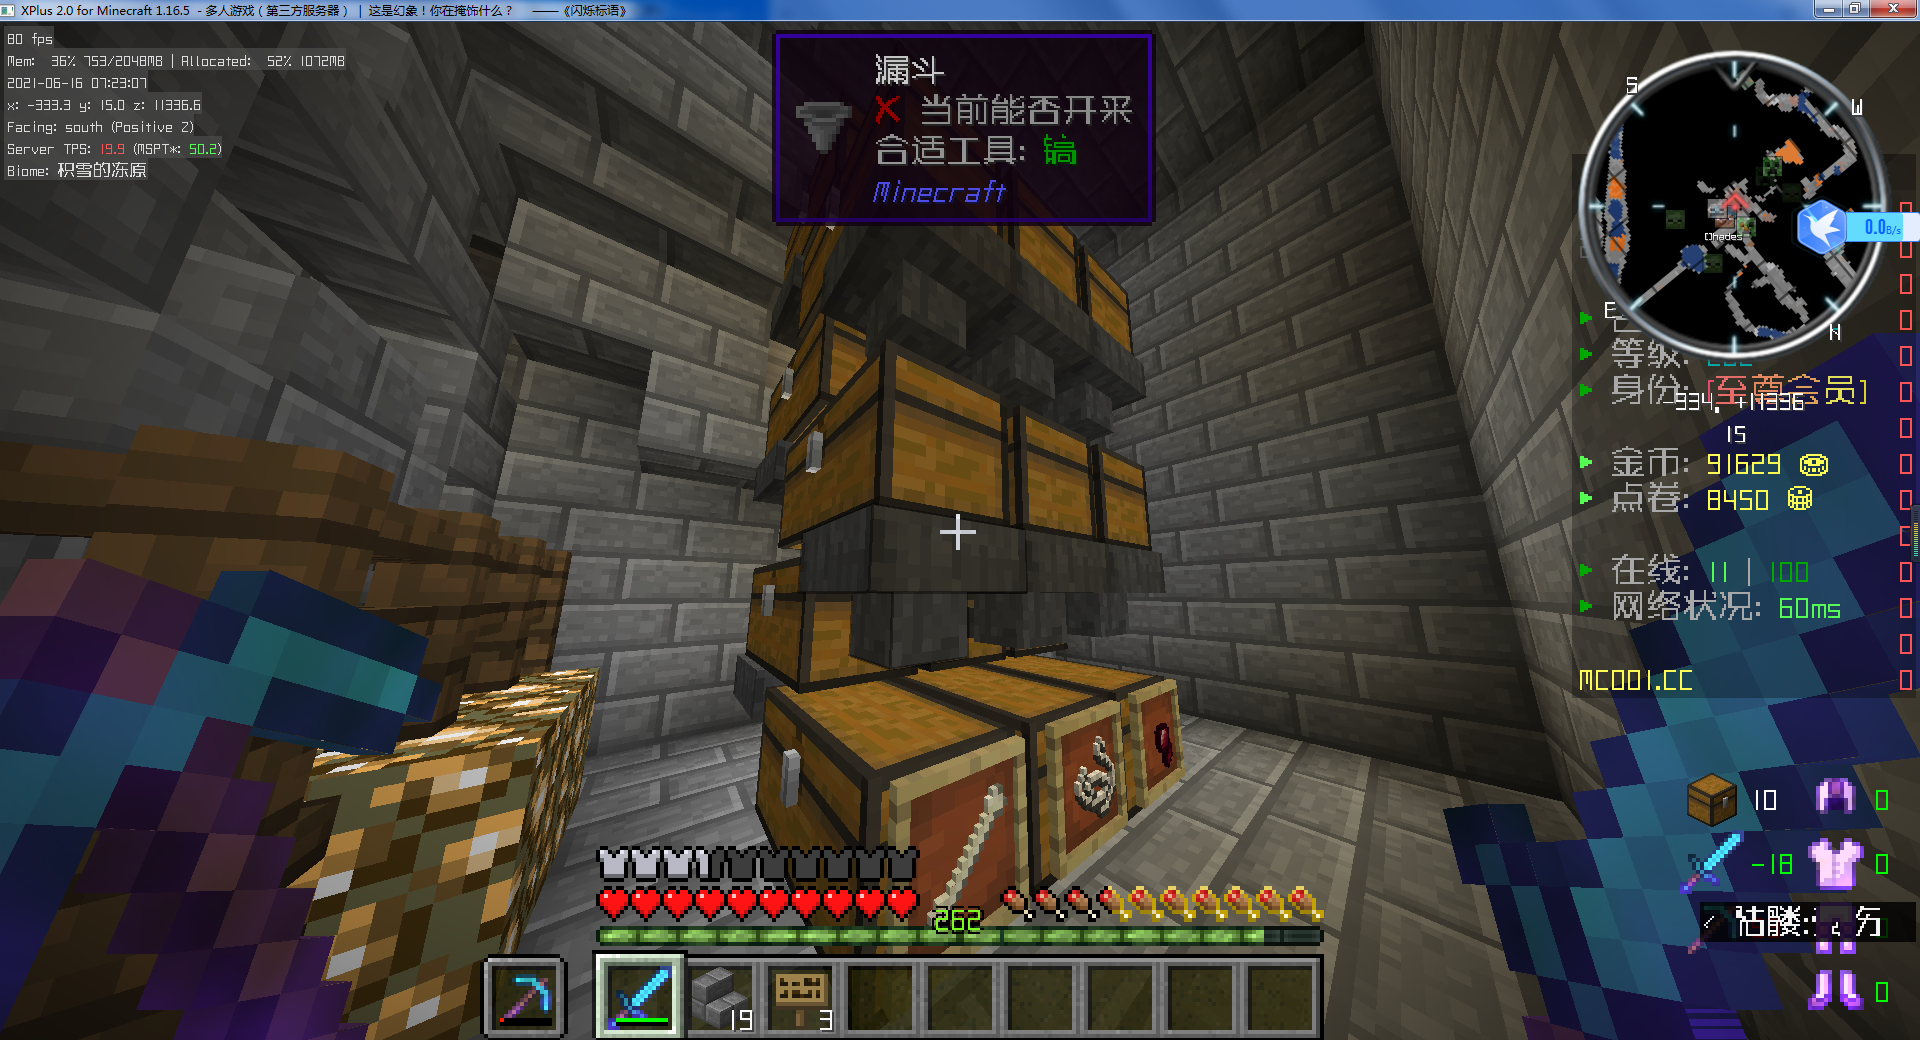 XPlus 2.0 for Minecraft 1.16.5 - 多人游戏（第三方服务器） | 这是幻象！你在掩饰什么？ ——《闪烁标语》
80 fps
Mem: 36% 753/2048MB | Allocated: 52% 1072MB
2021-06-16 07:23:07
x: -333.3 y: 15.0 z: 11336.6
Facing: south (Positive Z)
Server TPS: 19.9 (MSPT*: 50.2)
Biome: 积雪的冻原
漏斗
当前能否开采
合适工具: 镐
Minecraft
S
W
E
N
0.0B/s
等级:
身份: [至尊会员]
-334, +11336
15
金币: 91629
点卷: 8450
在线: 11 | 100
网络状况: 60ms
MC001.CC
10
0
-18
0
0
262
19
3